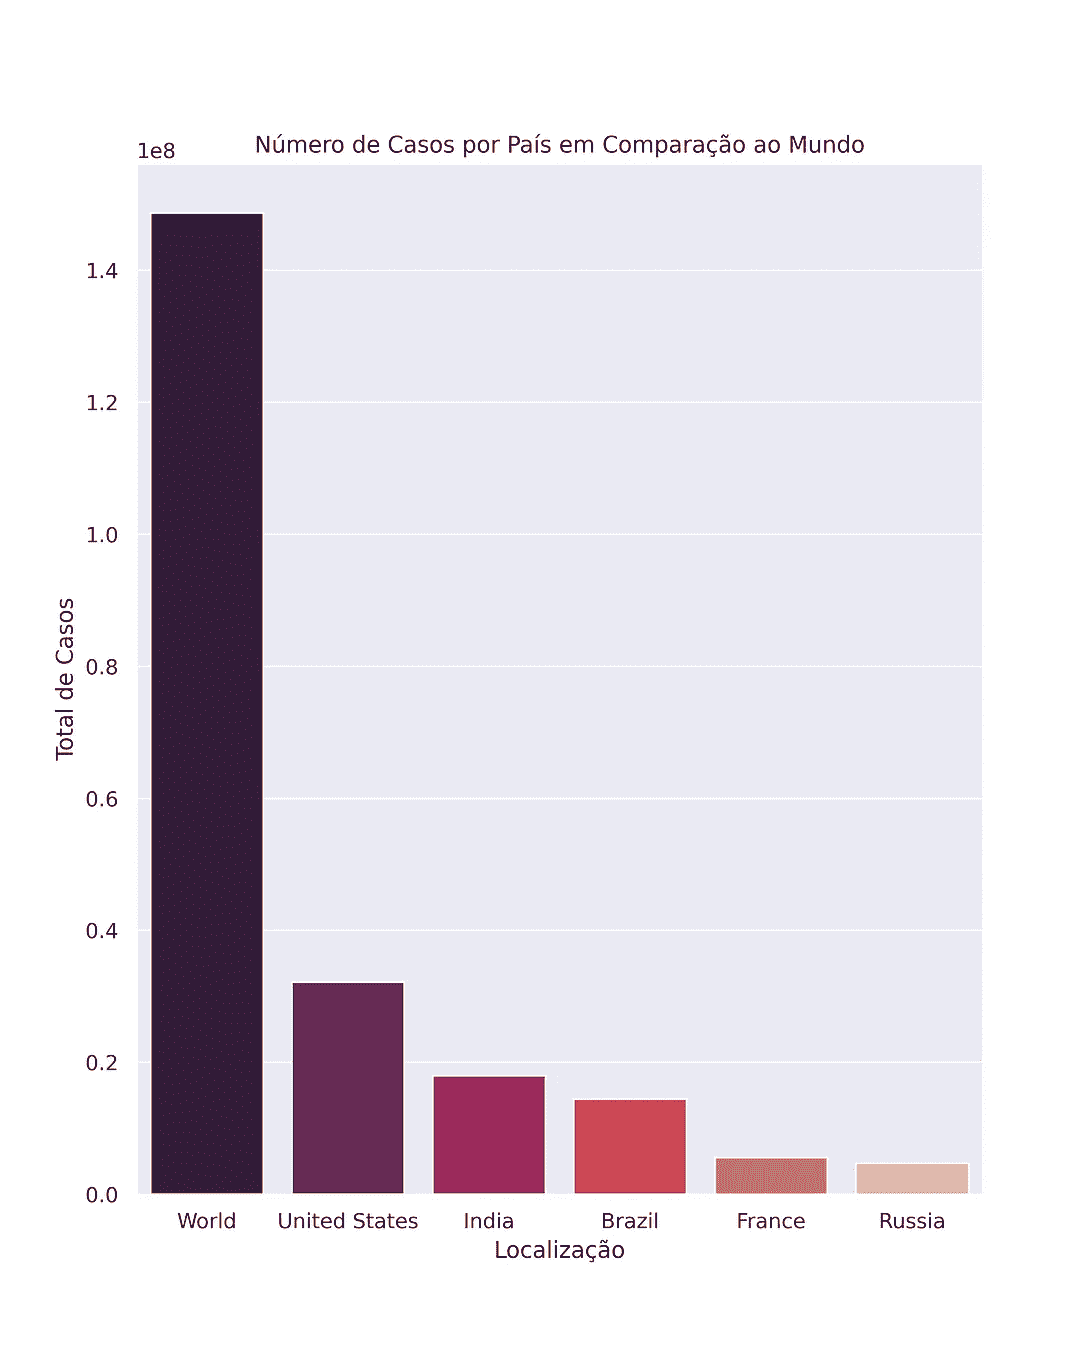 Número de Casos por País em Comparação ao Mundo
1e8
1.4
1.2
1.0
0.8
0.6
0.4
0.2
0.0
Total de Casos
World United States India Brazil France Russia
Localização